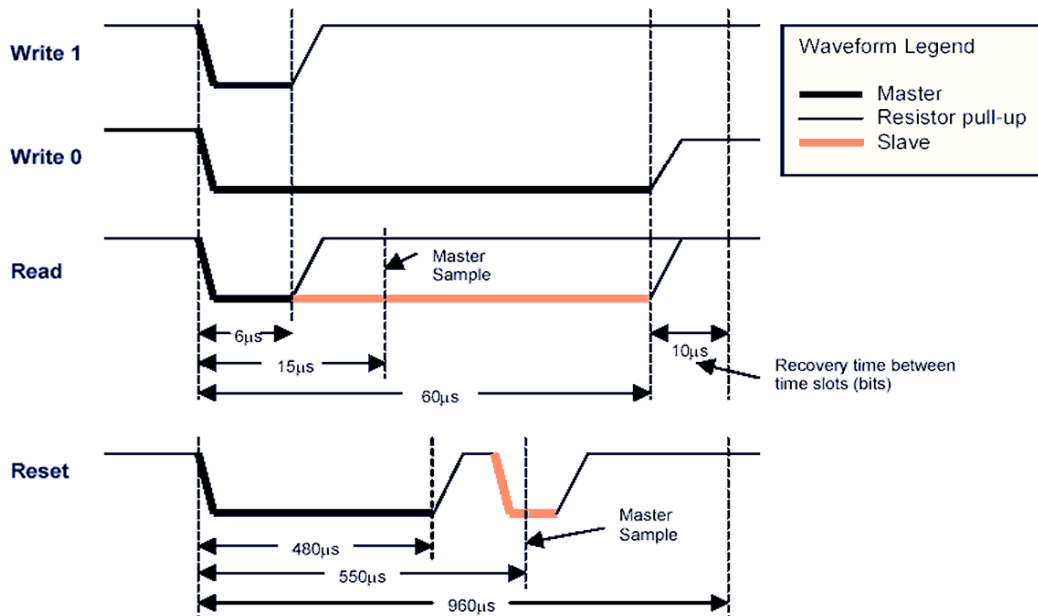 Write 1
Waveform Legend
Master
Resistor pull-up
Slave
Write 0
Read
Master
Sample
6µs
15µs
10µs
60µs
Recovery time between
time slots (bits)
Reset
Master
Sample
480µs
550µs
960µs